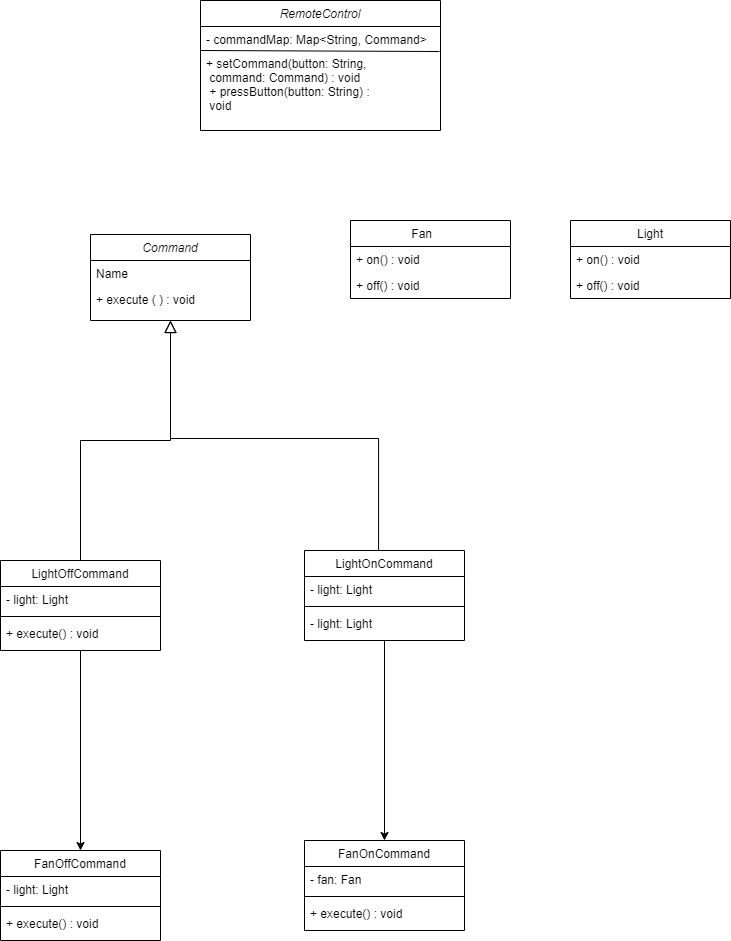 RemoteControl
- commandMap: Map<String, Command>
+ setCommand(button: String,
command: Command) : void
+ pressButton(button: String) :
void
Command
Name
+ execute ( ) : void
Fan
+ on() : void
+ off() : void
Light
+ on() : void
+ off() : void
LightOffCommand
- light: Light
+ execute() : void
LightOnCommand
- light: Light
- light: Light
FanOffCommand
- light: Light
+ execute() : void
FanOnCommand
- fan: Fan
+ execute() : void